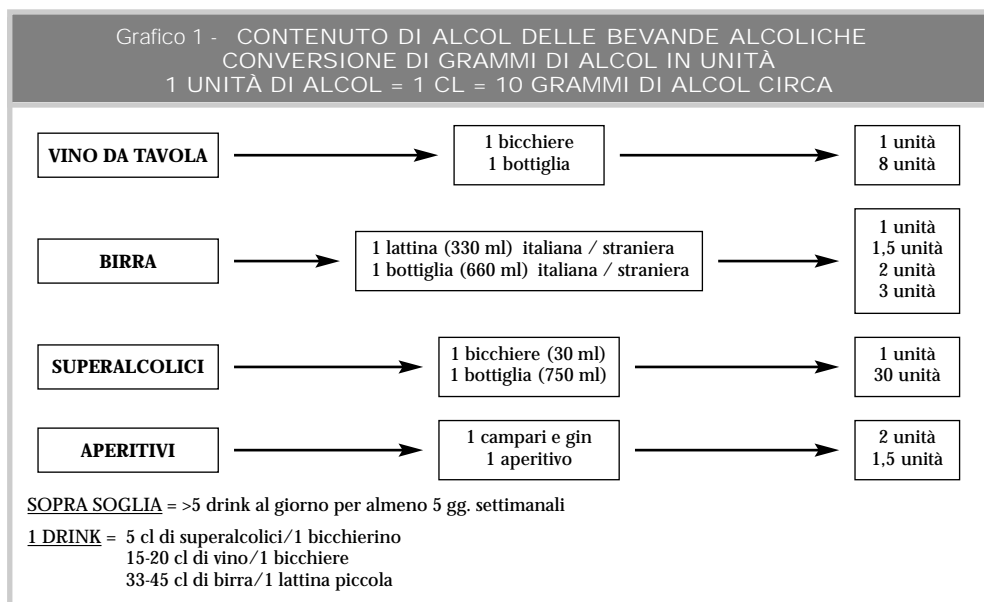 Grafico 1 - CONTENUTO DI ALCOL DELLE BEVANDE ALCOLICHE
CONVERSIONE DI GRAMMI DI ALCOL IN UNITÀ
1 UNITÀ DI ALCOL = 1 CL = 10 GRAMMI DI ALCOL CIRCA
VINO DA TAVOLA
1 bicchiere
1 bottiglia
1 unità
8 unità
BIRRA
1 lattina (330 ml) italiana / straniera
1 bottiglia (660 ml) italiana / straniera
1 unità
1,5 unità
2 unità
3 unità
SUPERALCOLICI
1 bicchiere (30 ml)
1 bottiglia (750 ml)
1 unità
30 unità
APERITIVI
1 campari e gin
1 aperitivo
2 unità
1,5 unità
SOPRA SOGLIA = >5 drink al giorno per almeno 5 gg. settimanali
1 DRINK = 5 cl di superalcolici/1 bicchierino
15-20 cl di vino/1 bicchiere
33-45 cl di birra/1 lattina piccola